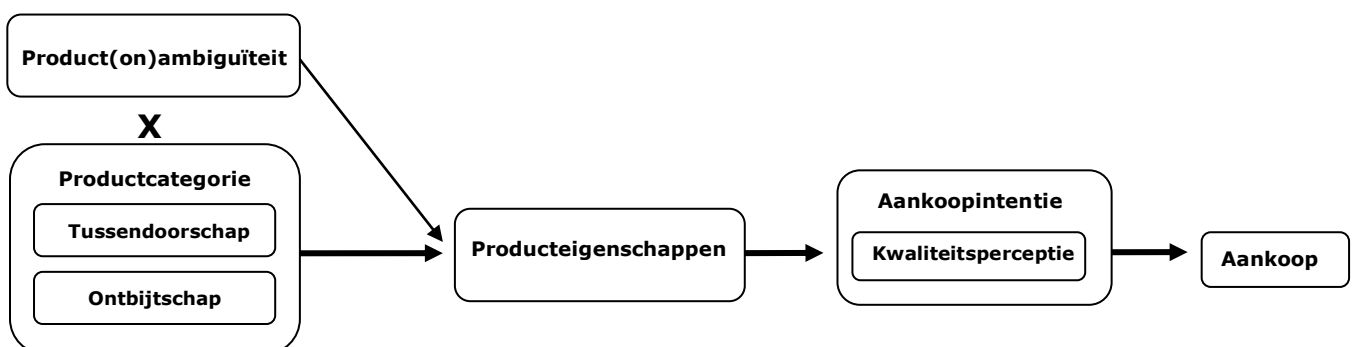 Product(on)ambiguïteit
X
Productcategorie
Tussendoorschap
Ontbijtschap
Producteigenschappen
Aankoopintentie
Kwaliteitsperceptie
Aankoop